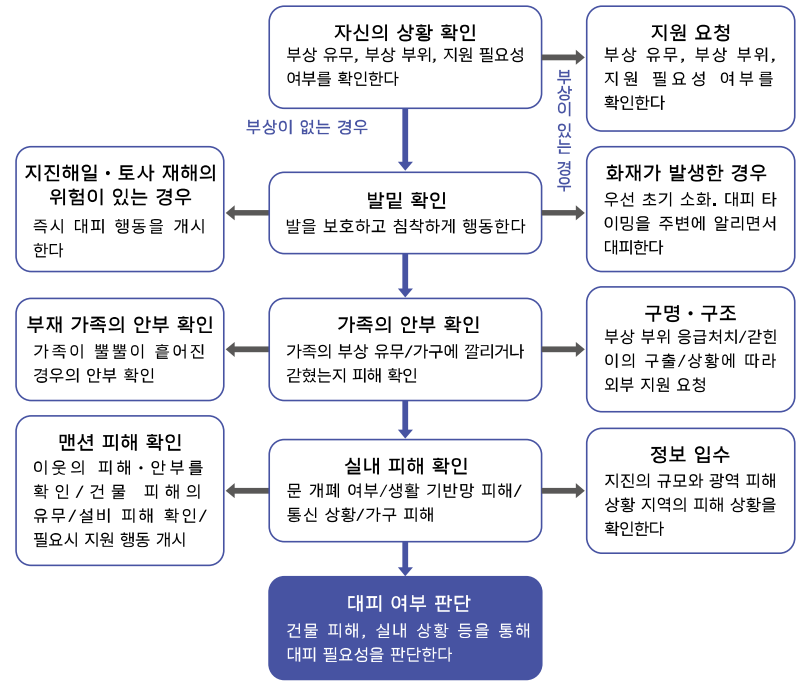 자신의 상황 확인
부상 유무, 부상 부위, 지원 필요성
여부를 확인한다
지원 요청
부상 유무, 부상 부위,
지원 필요성 여부를
확인한다
부상이 없는 경우
부상이 있는 경우
지진해일・토사 재해의
위험이 있는 경우
즉시 대피 행동을 개시
한다
발밑 확인
발을 보호하고 침착하게 행동한다
화재가 발생한 경우
우선 초기 소화. 대피 타
이밍을 주변에 알리면서
대피한다
부재 가족의 안부 확인
가족이 뿔뿔이 흩어진
경우의 안부 확인
가족의 안부 확인
가족의 부상 유무/가구에 깔리거나
갇혔는지 피해 확인
구명・구조
부상 부위 응급처치/갇힌
이의 구출/상황에 따라
외부 지원 요청
맨션 피해 확인
이웃의 피해・안부를
확인/건물 피해의
유무/설비 피해 확인/
필요시 지원 행동 개시
실내 피해 확인
문 개폐 여부/생활 기반망 피해/
통신 상황/가구 피해
정보 입수
지진의 규모와 광역 피해
상황 지역의 피해 상황을
확인한다
대피 여부 판단
건물 피해, 실내 상황 등을 통해
대피 필요성을 판단한다